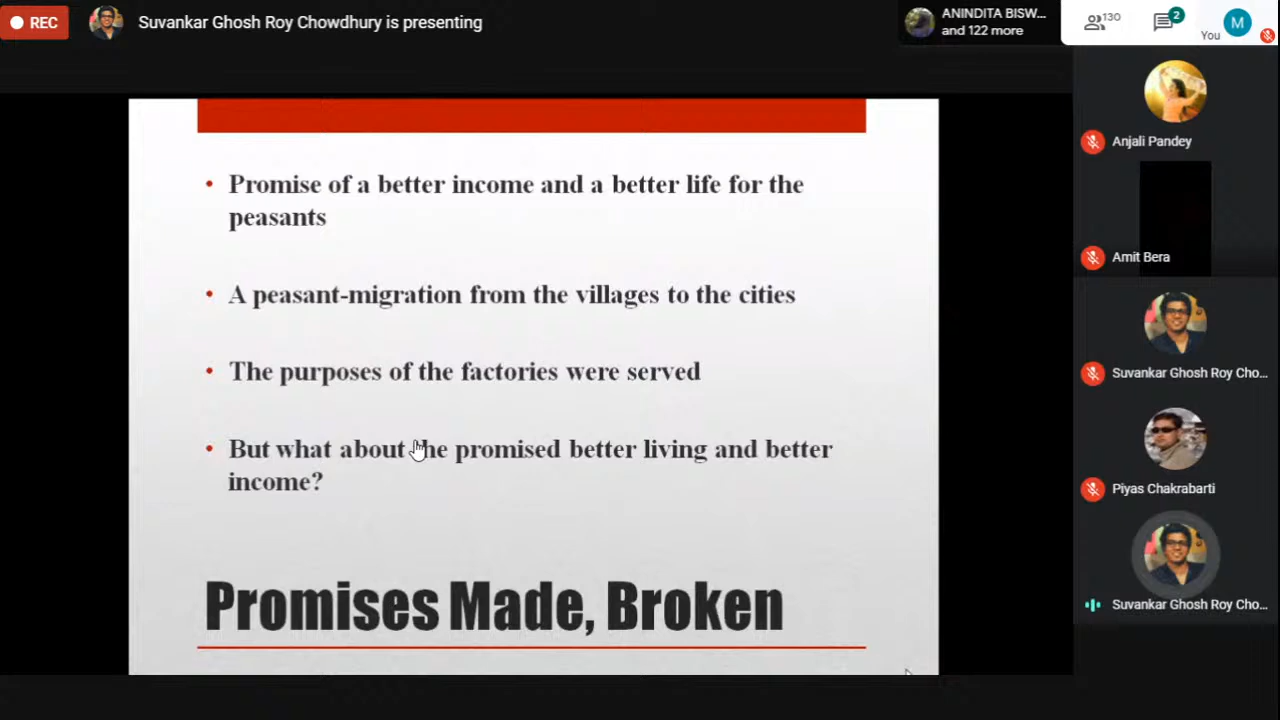 REC
Suvankar Ghosh Roy Chowdhury is presenting
ANINDITA BISW...
and 122 more
130
2
You
M
Anjali Pandey
Amit Bera
Suvankar Ghosh Roy Cho...
Piyas Chakrabarti
Suvankar Ghosh Roy Cho...
• Promise of a better income and a better life for the
peasants
• A peasant-migration from the villages to the cities
• The purposes of the factories were served
• But what about the promised better living and better
income?
Promises Made, Broken